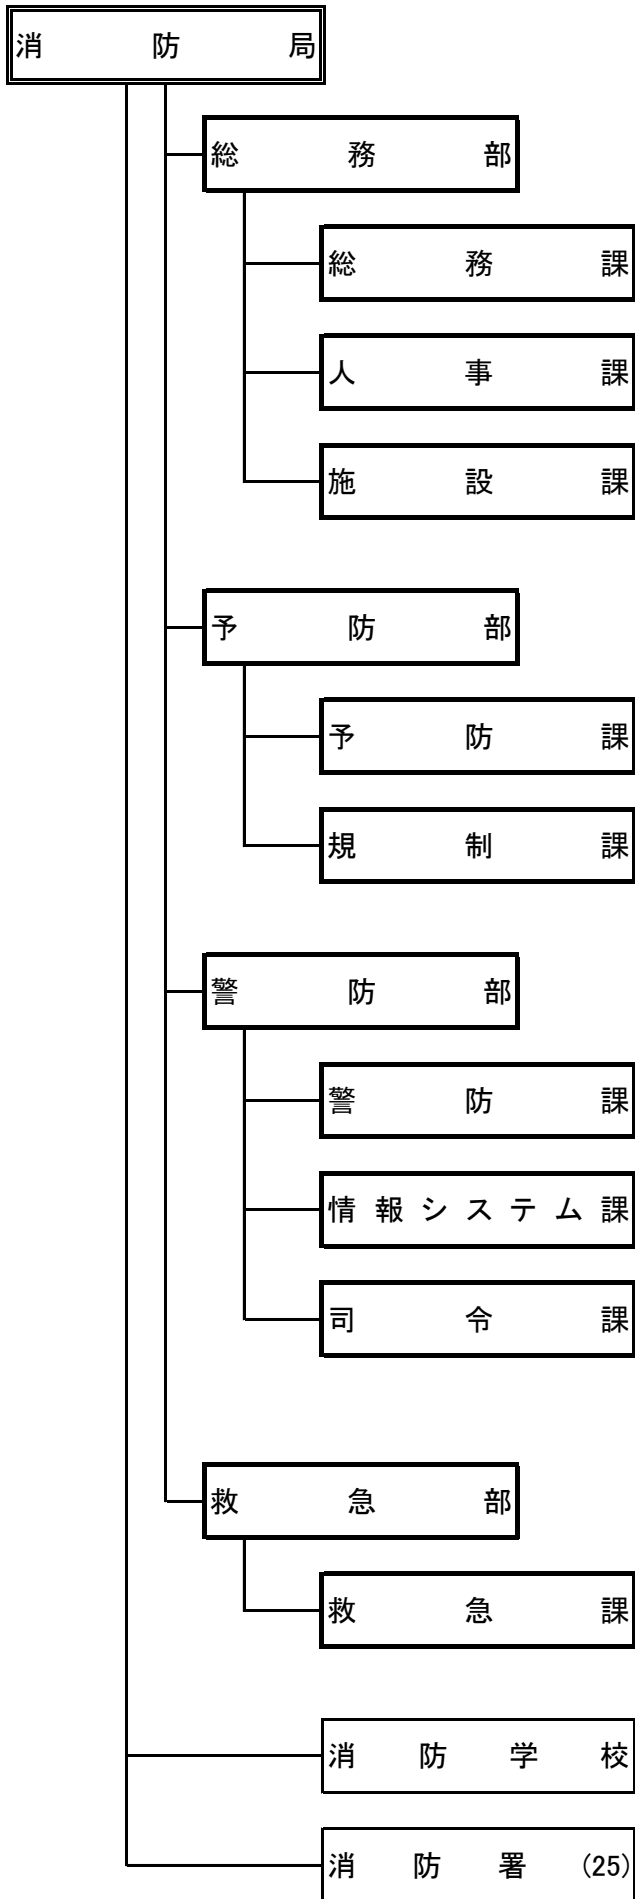 消防局
総務部
総務課
人事課
施設課
予防部
予防課
規制課
警防部
警防課
情報システム課
司令課
救急部
救急課
消防学校
消防署(25)